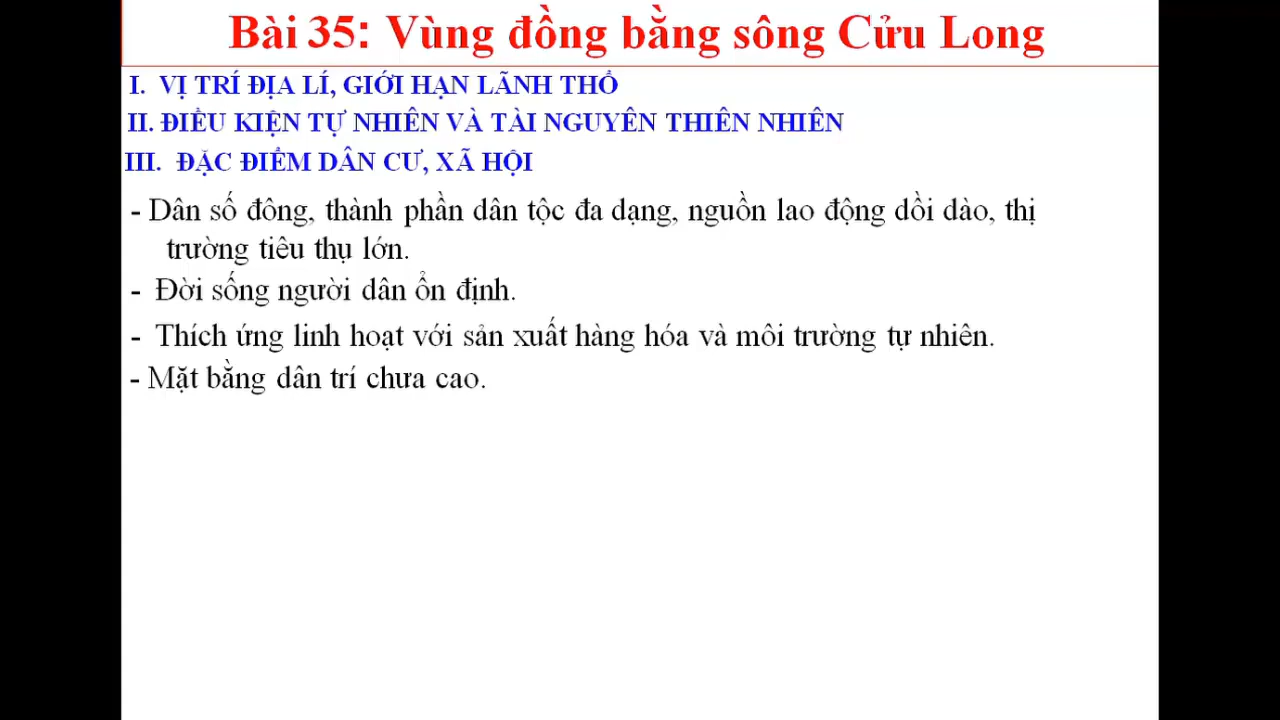 Bài 35: Vùng đồng bằng sông Cửu Long
I. VỊ TRÍ ĐỊA LÍ, GIỚI HẠN LÃNH THỔ
II. ĐIỀU KIỆN TỰ NHIÊN VÀ TÀI NGUYÊN THIÊN NHIÊN
III. ĐẶC ĐIỂM DÂN CƯ, XÃ HỘI
- Dân số đông, thành phần dân tộc đa dạng, nguồn lao động dồi dào, thị
trường tiêu thụ lớn.
- Đời sống người dân ổn định.
- Thích ứng linh hoạt với sản xuất hàng hóa và môi trường tự nhiên.
- Mặt bằng dân trí chưa cao.